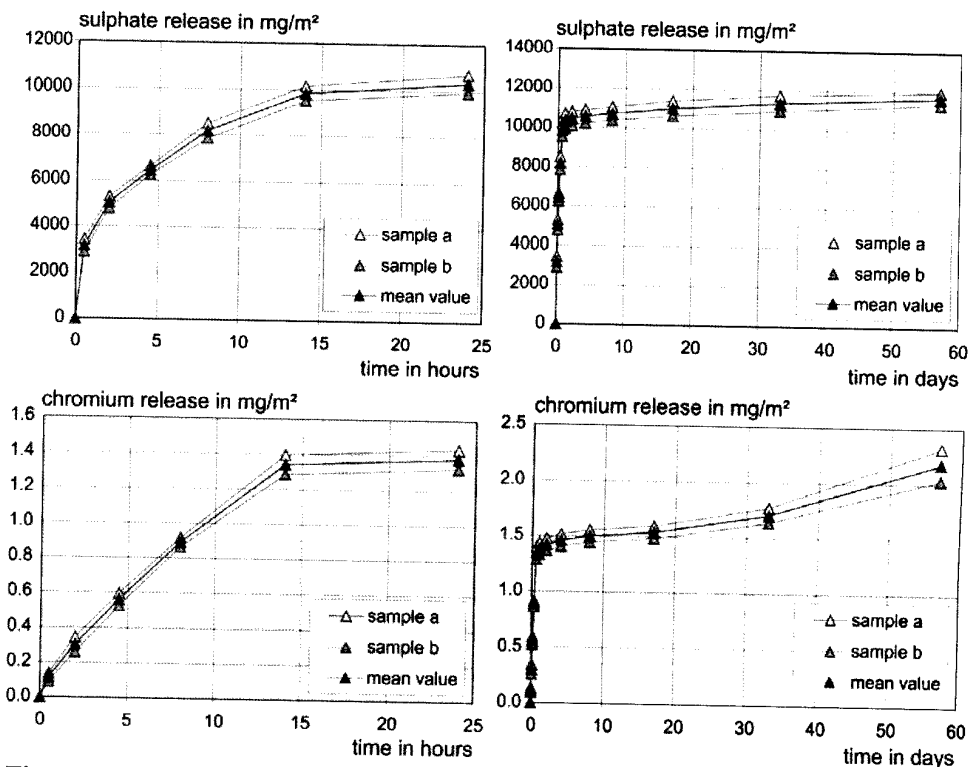 sulphate release in mg/m²
12000
10000
8000
6000
4000
2000
0
0 5 10 15 20 25
time in hours
sample a
sample b
mean value
sulphate release in mg/m²
14000
12000
10000
8000
6000
4000
2000
0
0 10 20 30 40 50 60
time in days
sample a
sample b
mean value
chromium release in mg/m²
1.6
1.4
1.2
1.0
0.8
0.6
0.4
0.2
0.0
0 5 10 15 20 25
time in hours
sample a
sample b
mean value
chromium release in mg/m²
2.5
2.0
1.5
1.0
0.5
0.0
0 10 20 30 40 50 60
time in days
sample a
sample b
mean value